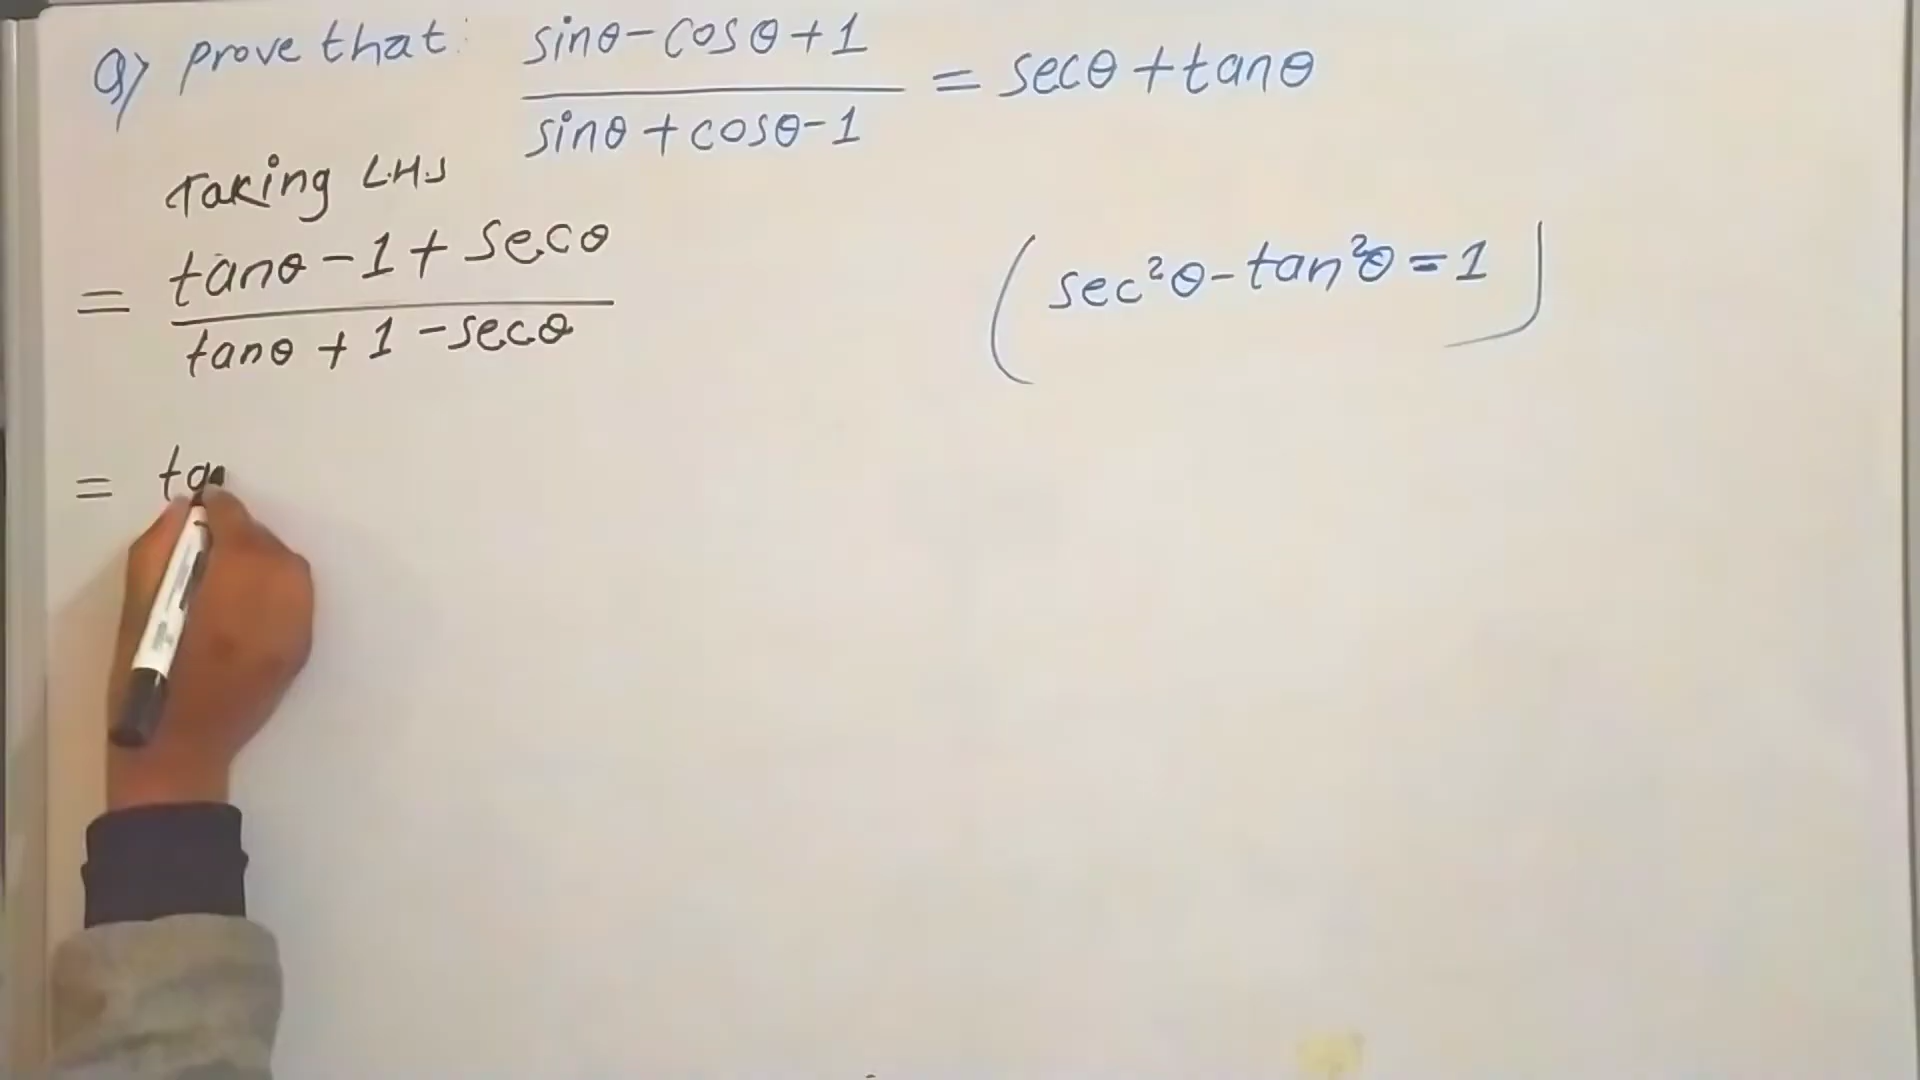 Q) prove that: sinθ-cosθ+1 / sinθ+cosθ-1 = secθ+tanθ
Taking L.H.S
= tanθ-1+secθ / tanθ+1-secθ
(sec²θ-tan²θ=1)
= ta